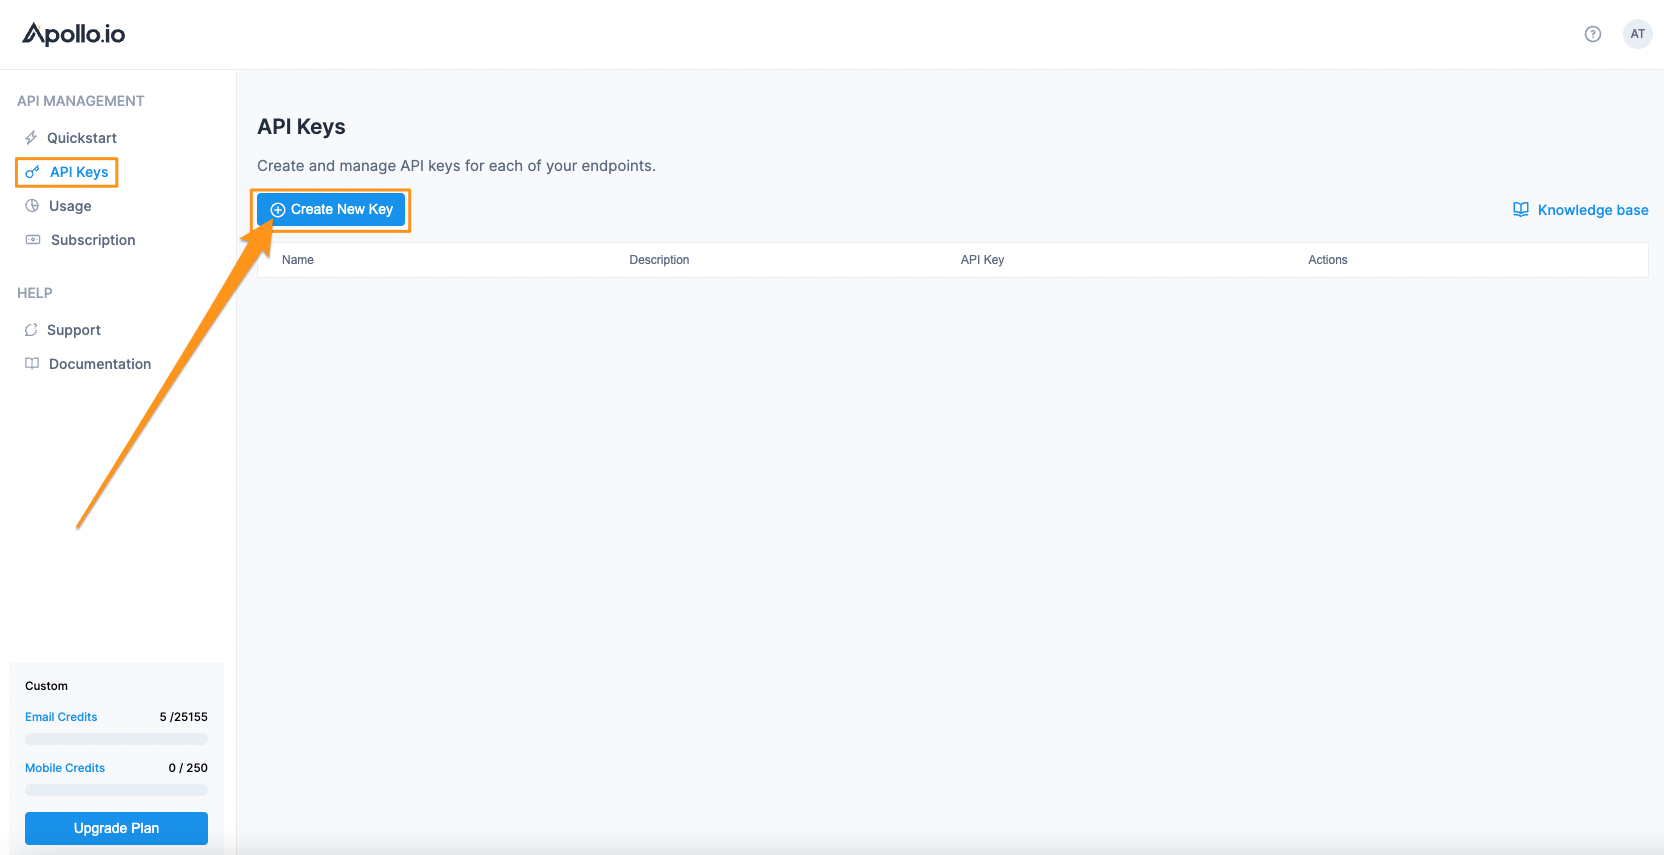 Apollo.io
?
AT
API MANAGEMENT
Quickstart
API Keys
Usage
Subscription
HELP
Support
Documentation
Custom
Email Credits 5 /25155
Mobile Credits 0 / 250
Upgrade Plan
API Keys
Create and manage API keys for each of your endpoints.
Create New Key
Knowledge base
Name Description API Key Actions